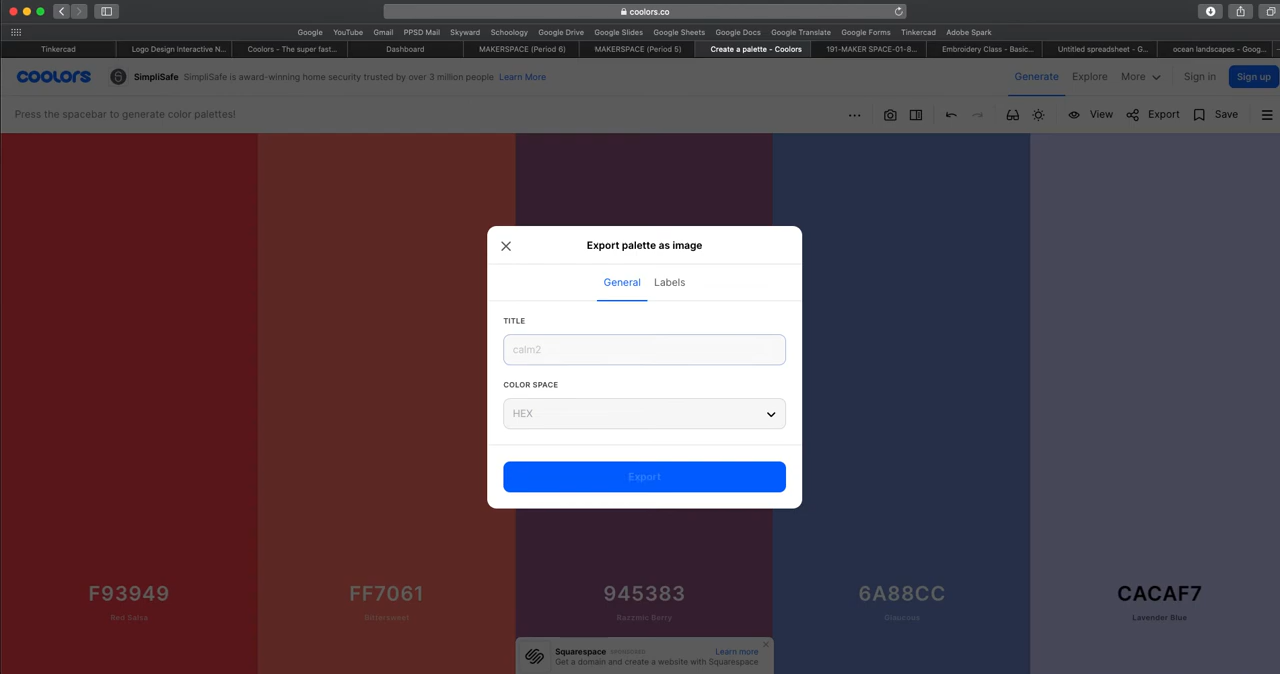 coolors.co
Google YouTube Gmail PPSD Mail Skyward Schoology Google Drive Google Slides Google Sheets Google Docs Google Translate Google Forms Tinkercad Adobe Spark
Tinkercad Logo Design Interactive N... Coolors - The super fast... Dashboard MAKERSPACE (Period 6) MAKERSPACE (Period 5) Create a palette - Coolors 191-MAKER SPACE-01-8... Embroidery Class - Basic... Untitled spreadsheet - G... ocean landscapes - Goog...
coolors SimpliSafe SimpliSafe is award-winning home security trusted by over 3 million people Learn More Generate Explore More Sign in Sign up
Press the spacebar to generate color palettes! View Export Save
Export palette as image
General Labels
TITLE
calm2
COLOR SPACE
HEX
Export
F93949 FF7061 945383 6A88CC CACAF7
Red Salsa Bittersweet Razzmic Berry Glaucous Lavender Blue
Squarespace Learn more
Get a domain and create a website with Squarespace